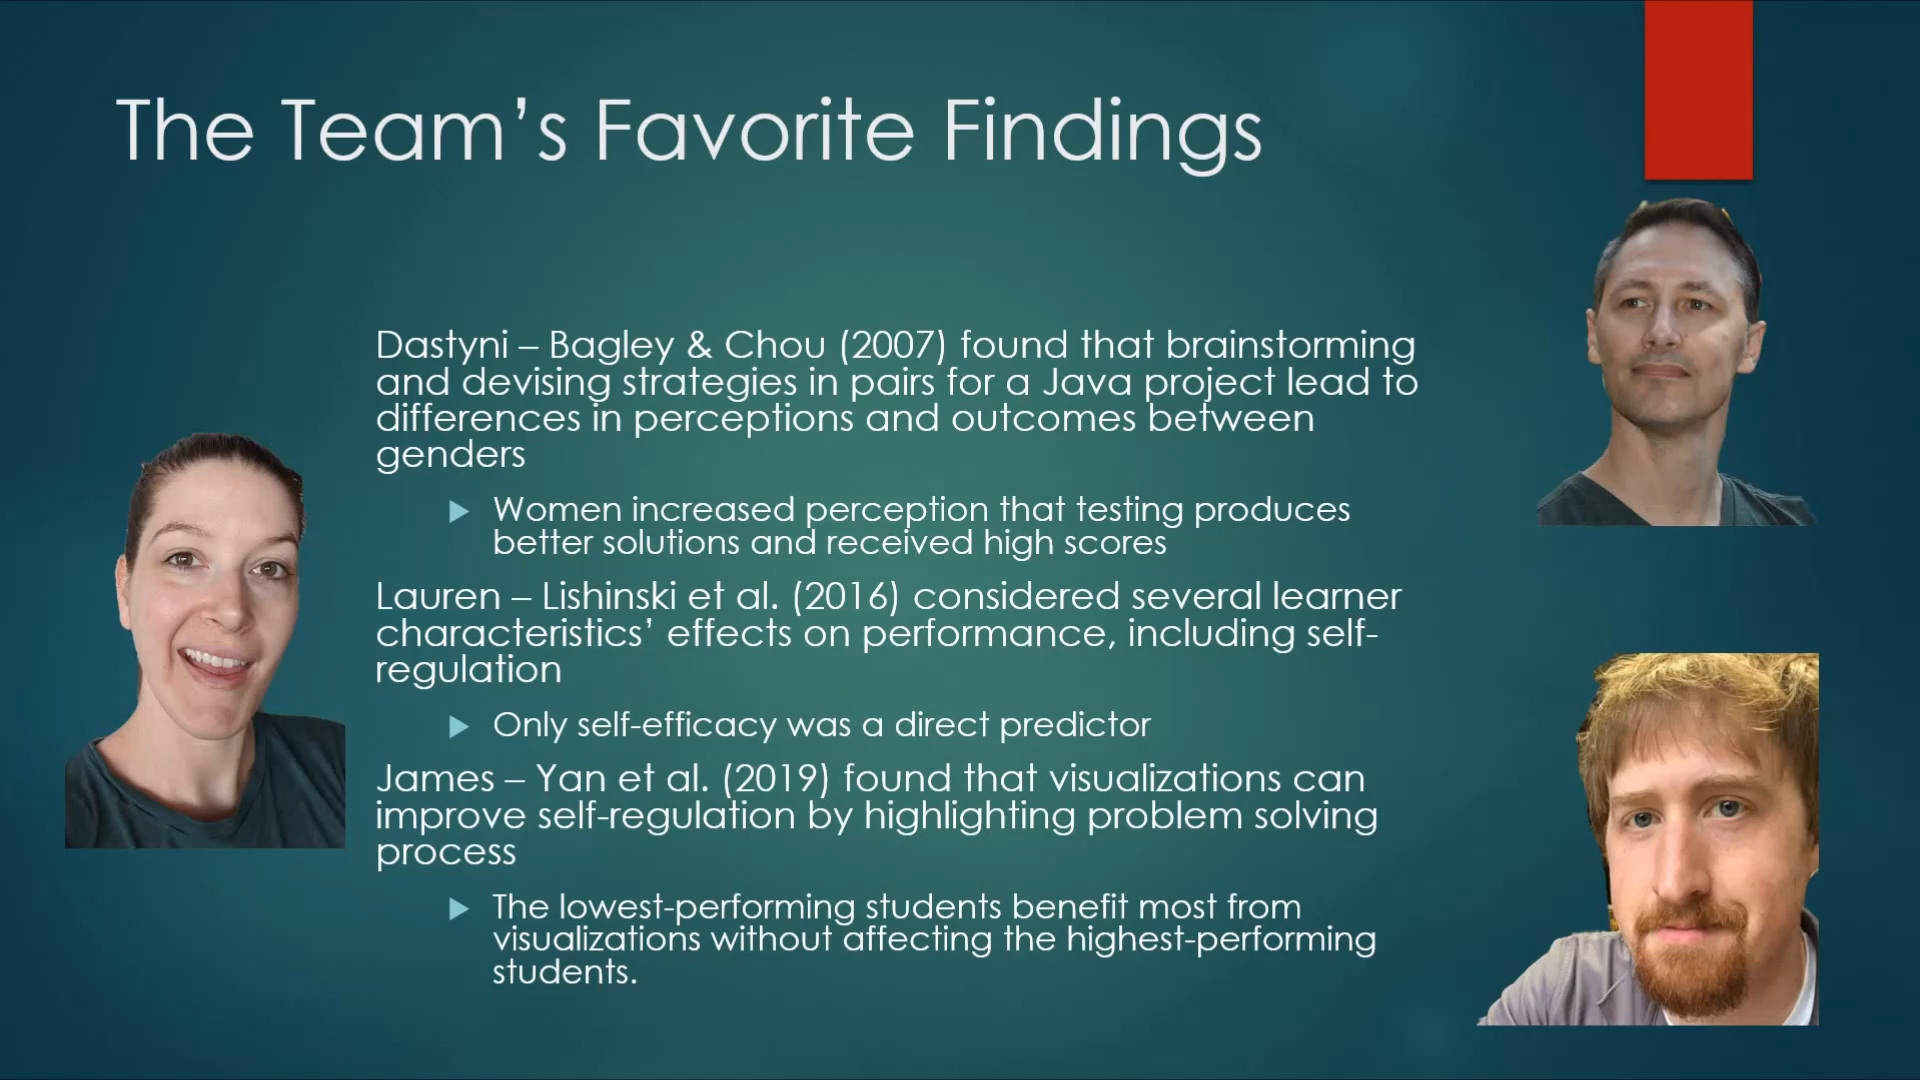 The Team’s Favorite Findings
Dastyni – Bagley & Chou (2007) found that brainstorming
and devising strategies in pairs for a Java project lead to
differences in perceptions and outcomes between
genders
Women increased perception that testing produces
better solutions and received high scores
Lauren – Lishinski et al. (2016) considered several learner
characteristics’ effects on performance, including self-
regulation
Only self-efficacy was a direct predictor
James – Yan et al. (2019) found that visualizations can
improve self-regulation by highlighting problem solving
process
The lowest-performing students benefit most from
visualizations without affecting the highest-performing
students.